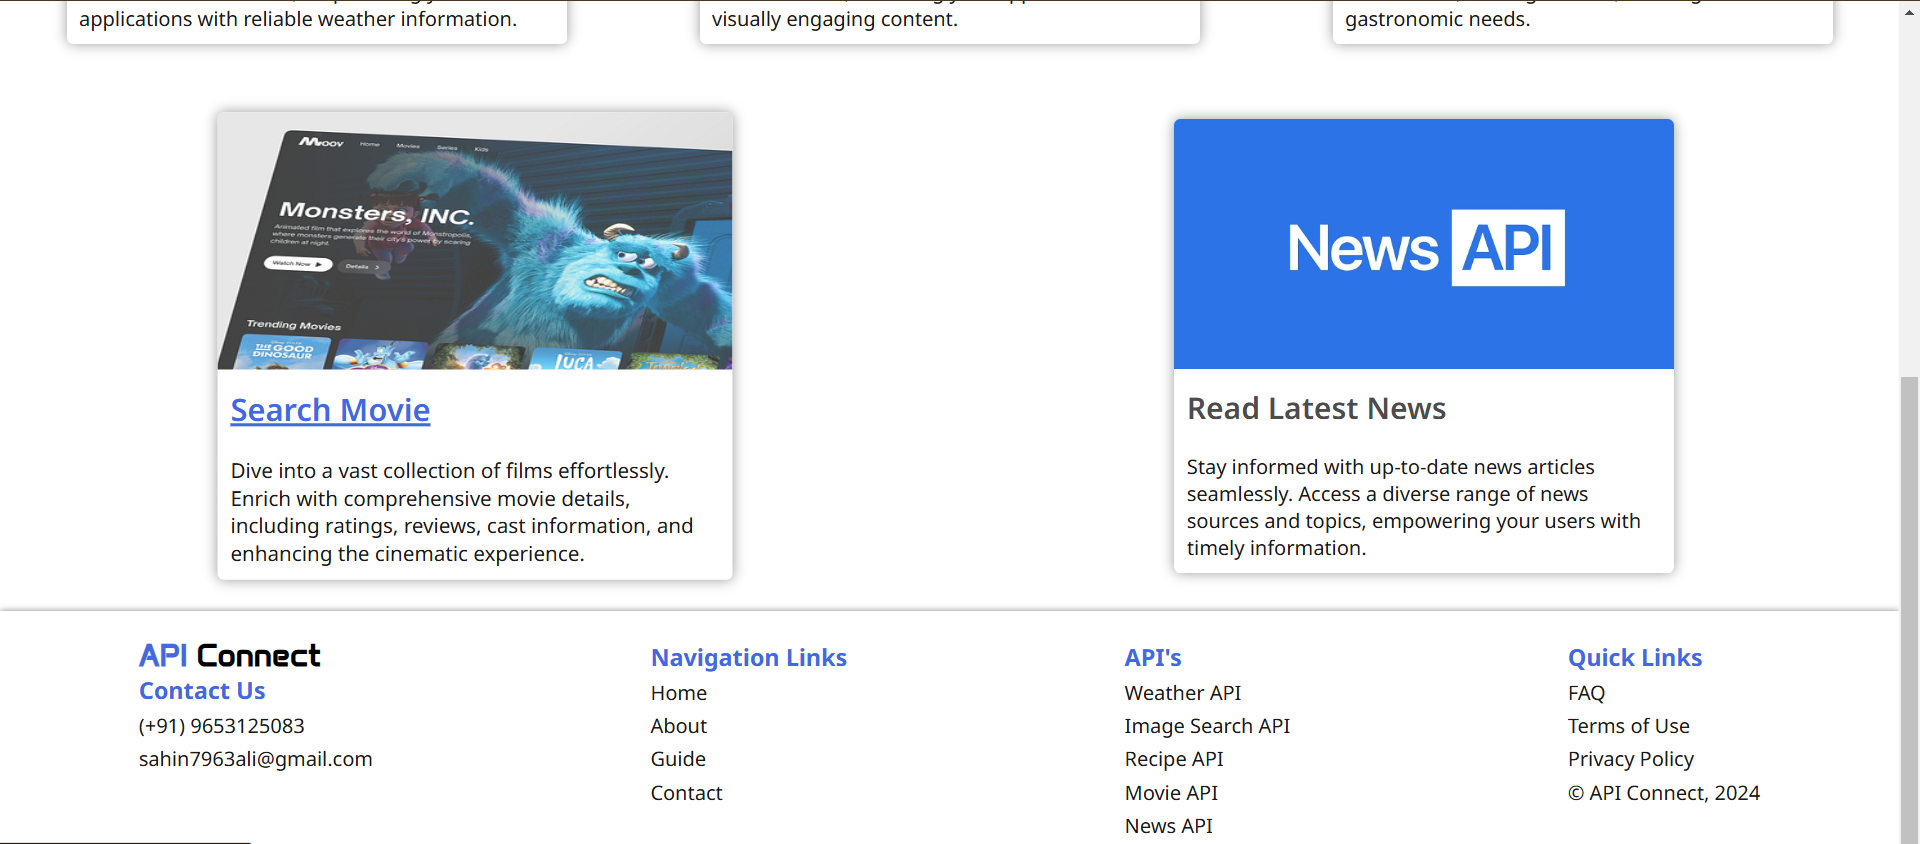 applications with reliable weather information.
visually engaging content.
gastronomic needs.
Mroov Home Movies Series Kids
Monsters, INC.
Animated film that explores the world of Monstropolis,
where monsters generate their city's power by scaring
children at night.
Watch Now Details
Trending Movies
THE GOOD
DINOSAUR
LUCA
News API
Search Movie
Dive into a vast collection of films effortlessly.
Enrich with comprehensive movie details,
including ratings, reviews, cast information, and
enhancing the cinematic experience.
Read Latest News
Stay informed with up-to-date news articles
seamlessly. Access a diverse range of news
sources and topics, empowering your users with
timely information.
API Connect
Contact Us
(+91) 9653125083
sahin7963ali@gmail.com
Navigation Links
Home
About
Guide
Contact
API's
Weather API
Image Search API
Recipe API
Movie API
News API
Quick Links
FAQ
Terms of Use
Privacy Policy
© API Connect, 2024